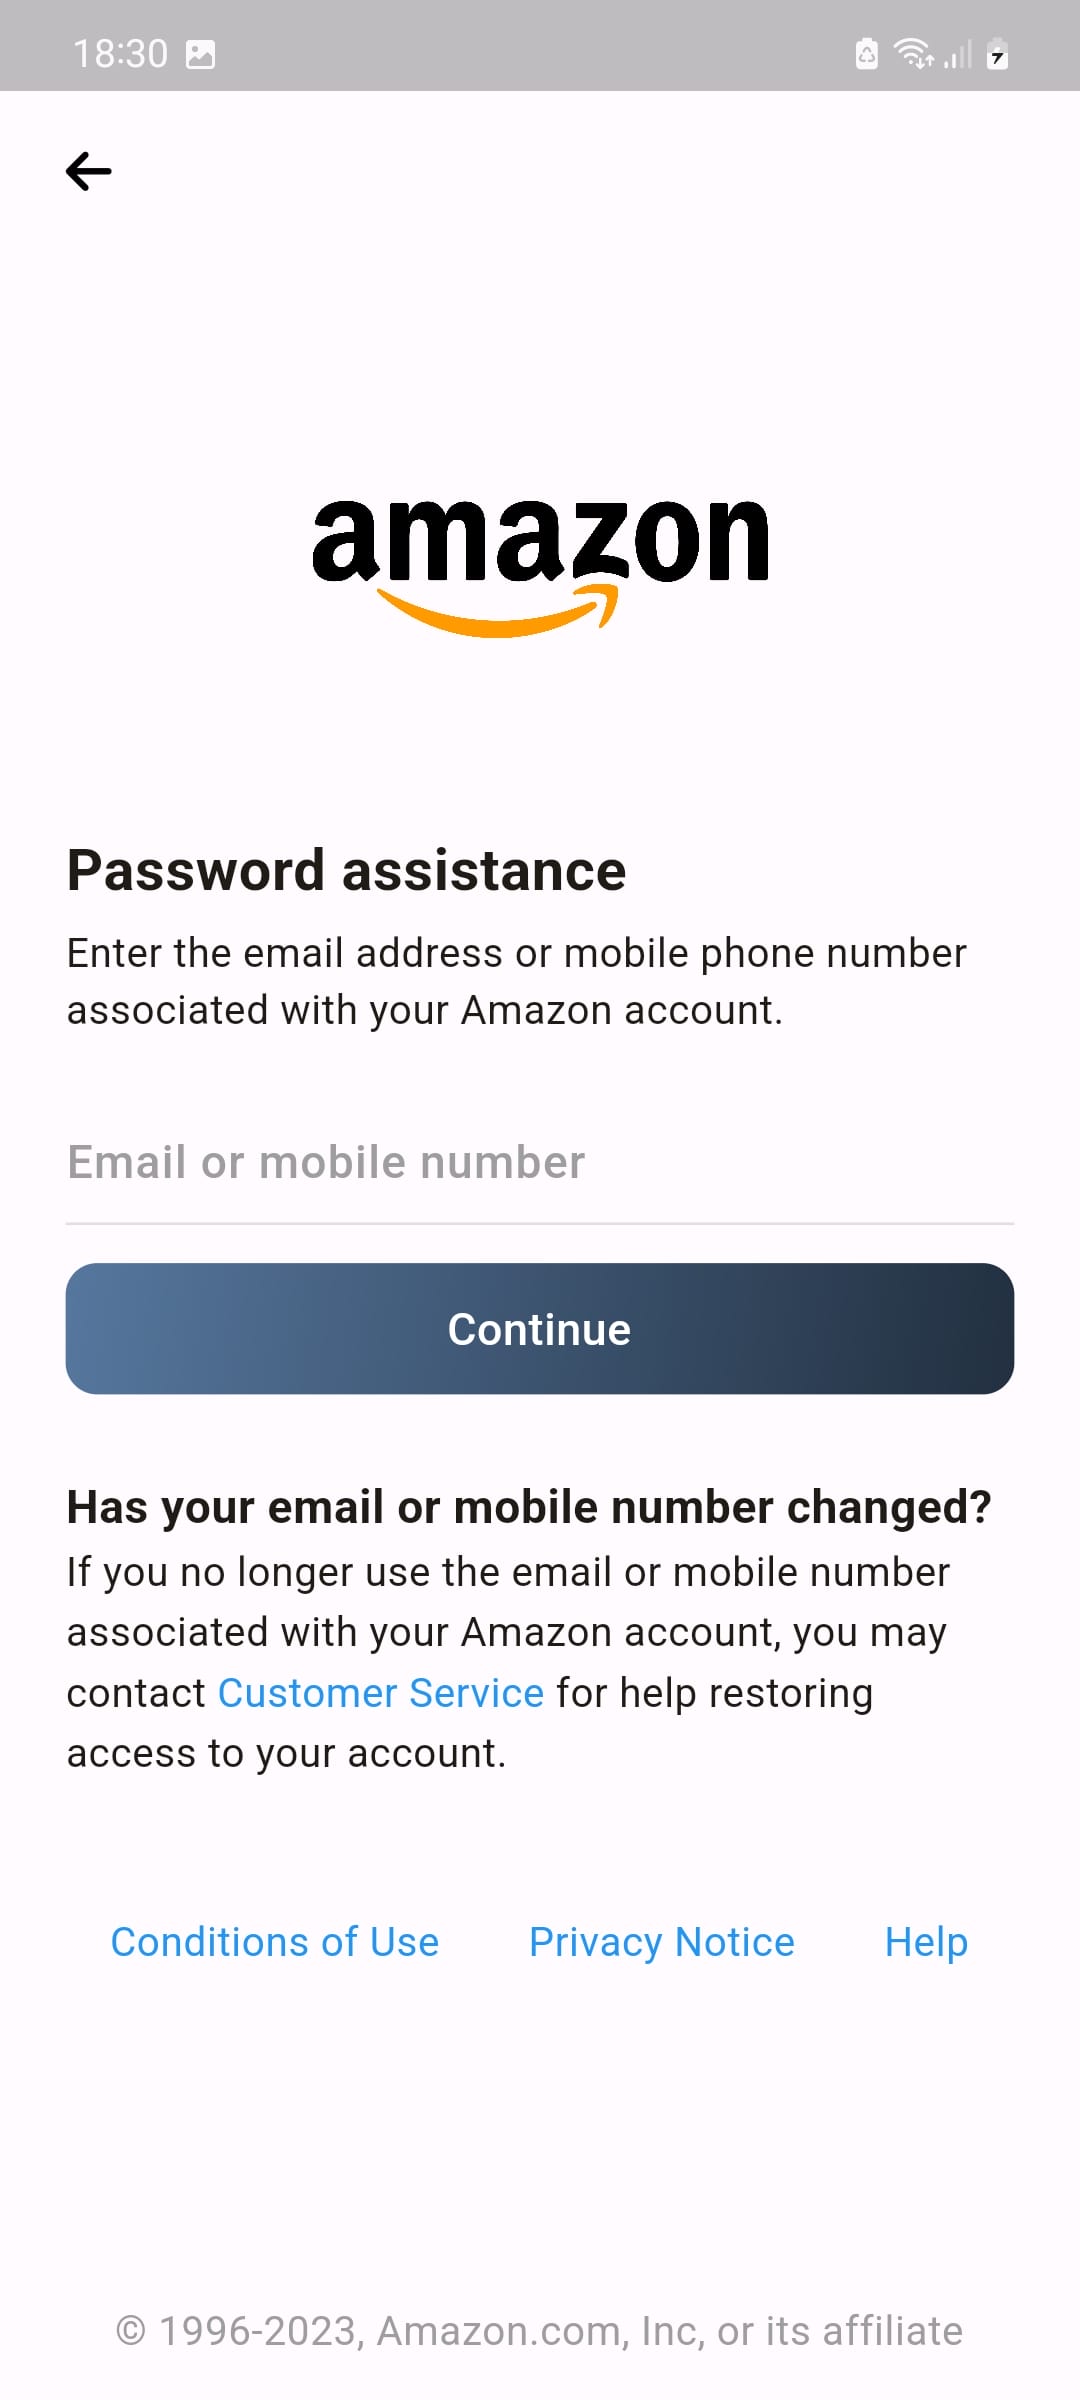 18:30
amazon
Password assistance
Enter the email address or mobile phone number
associated with your Amazon account.
Email or mobile number
Continue
Has your email or mobile number changed?
If you no longer use the email or mobile number
associated with your Amazon account, you may
contact Customer Service for help restoring
access to your account.
Conditions of Use Privacy Notice Help
© 1996-2023, Amazon.com, Inc, or its affiliate